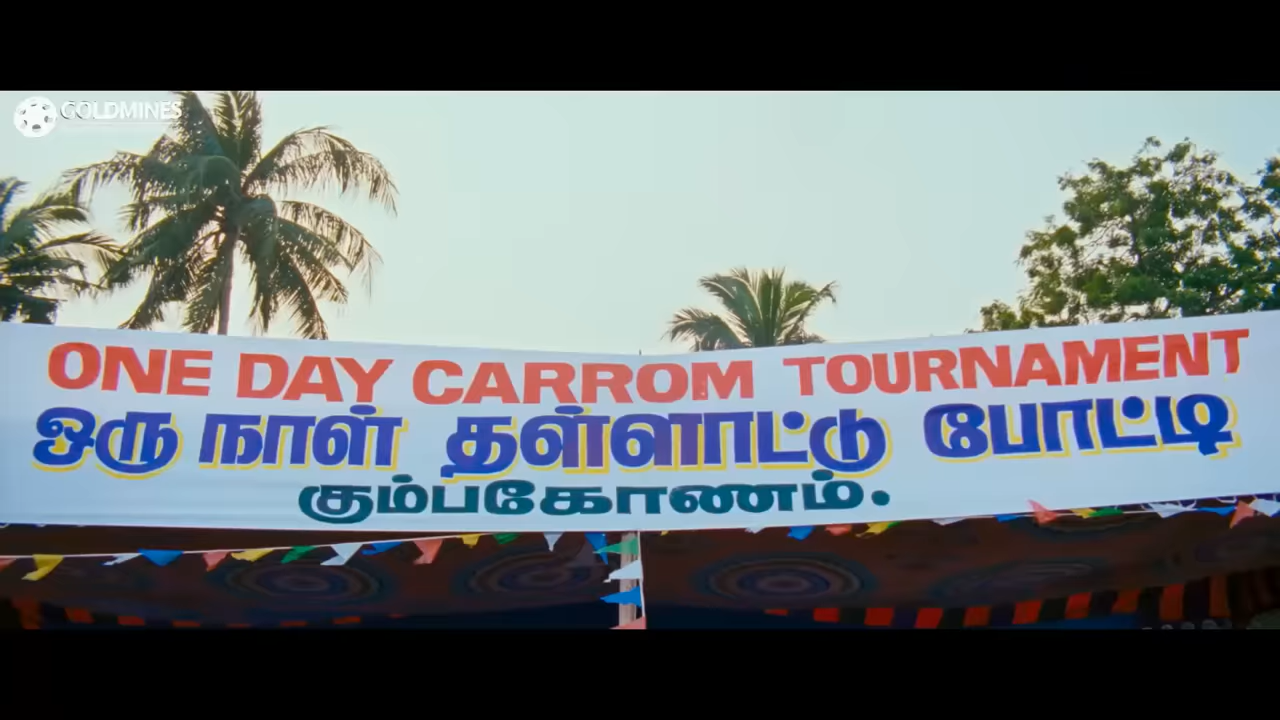 GOLDMINES
ONE DAY CARROM TOURNAMENT
ஒரு நாள் தள்ளாட்டு போட்டி
கும்பகோணம்.